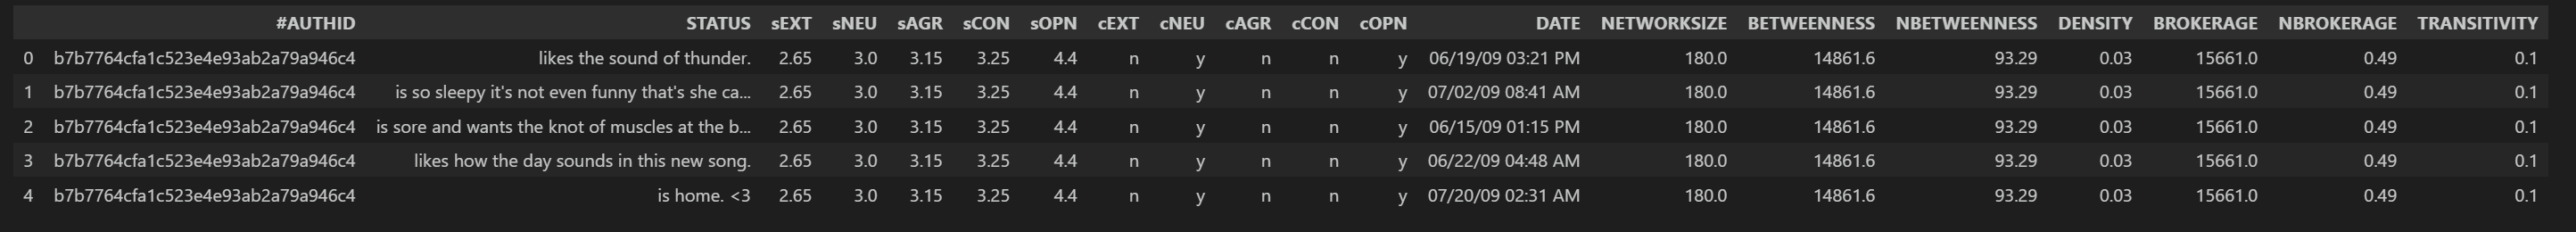 #AUTHID STATUS sEXT sNEU sAGR sCON sOPN cEXT cNEU cAGR cCON cOPN DATE NETWORKSIZE BETWEENNESS NBETWEENNESS DENSITY BROKERAGE NBROKERAGE TRANSITIVITY
0 b7b7764cfa1c523e4e93ab2a79a946c4 likes the sound of thunder. 2.65 3.0 3.15 3.25 4.4 n y n n y 06/19/09 03:21 PM 180.0 14861.6 93.29 0.03 15661.0 0.49 0.1
1 b7b7764cfa1c523e4e93ab2a79a946c4 is so sleepy it's not even funny that's she ca... 2.65 3.0 3.15 3.25 4.4 n y n n y 07/02/09 08:41 AM 180.0 14861.6 93.29 0.03 15661.0 0.49 0.1
2 b7b7764cfa1c523e4e93ab2a79a946c4 is sore and wants the knot of muscles at the b... 2.65 3.0 3.15 3.25 4.4 n y n n y 06/15/09 01:15 PM 180.0 14861.6 93.29 0.03 15661.0 0.49 0.1
3 b7b7764cfa1c523e4e93ab2a79a946c4 likes how the day sounds in this new song. 2.65 3.0 3.15 3.25 4.4 n y n n y 06/22/09 04:48 AM 180.0 14861.6 93.29 0.03 15661.0 0.49 0.1
4 b7b7764cfa1c523e4e93ab2a79a946c4 is home. <3 2.65 3.0 3.15 3.25 4.4 n y n n y 07/20/09 02:31 AM 180.0 14861.6 93.29 0.03 15661.0 0.49 0.1